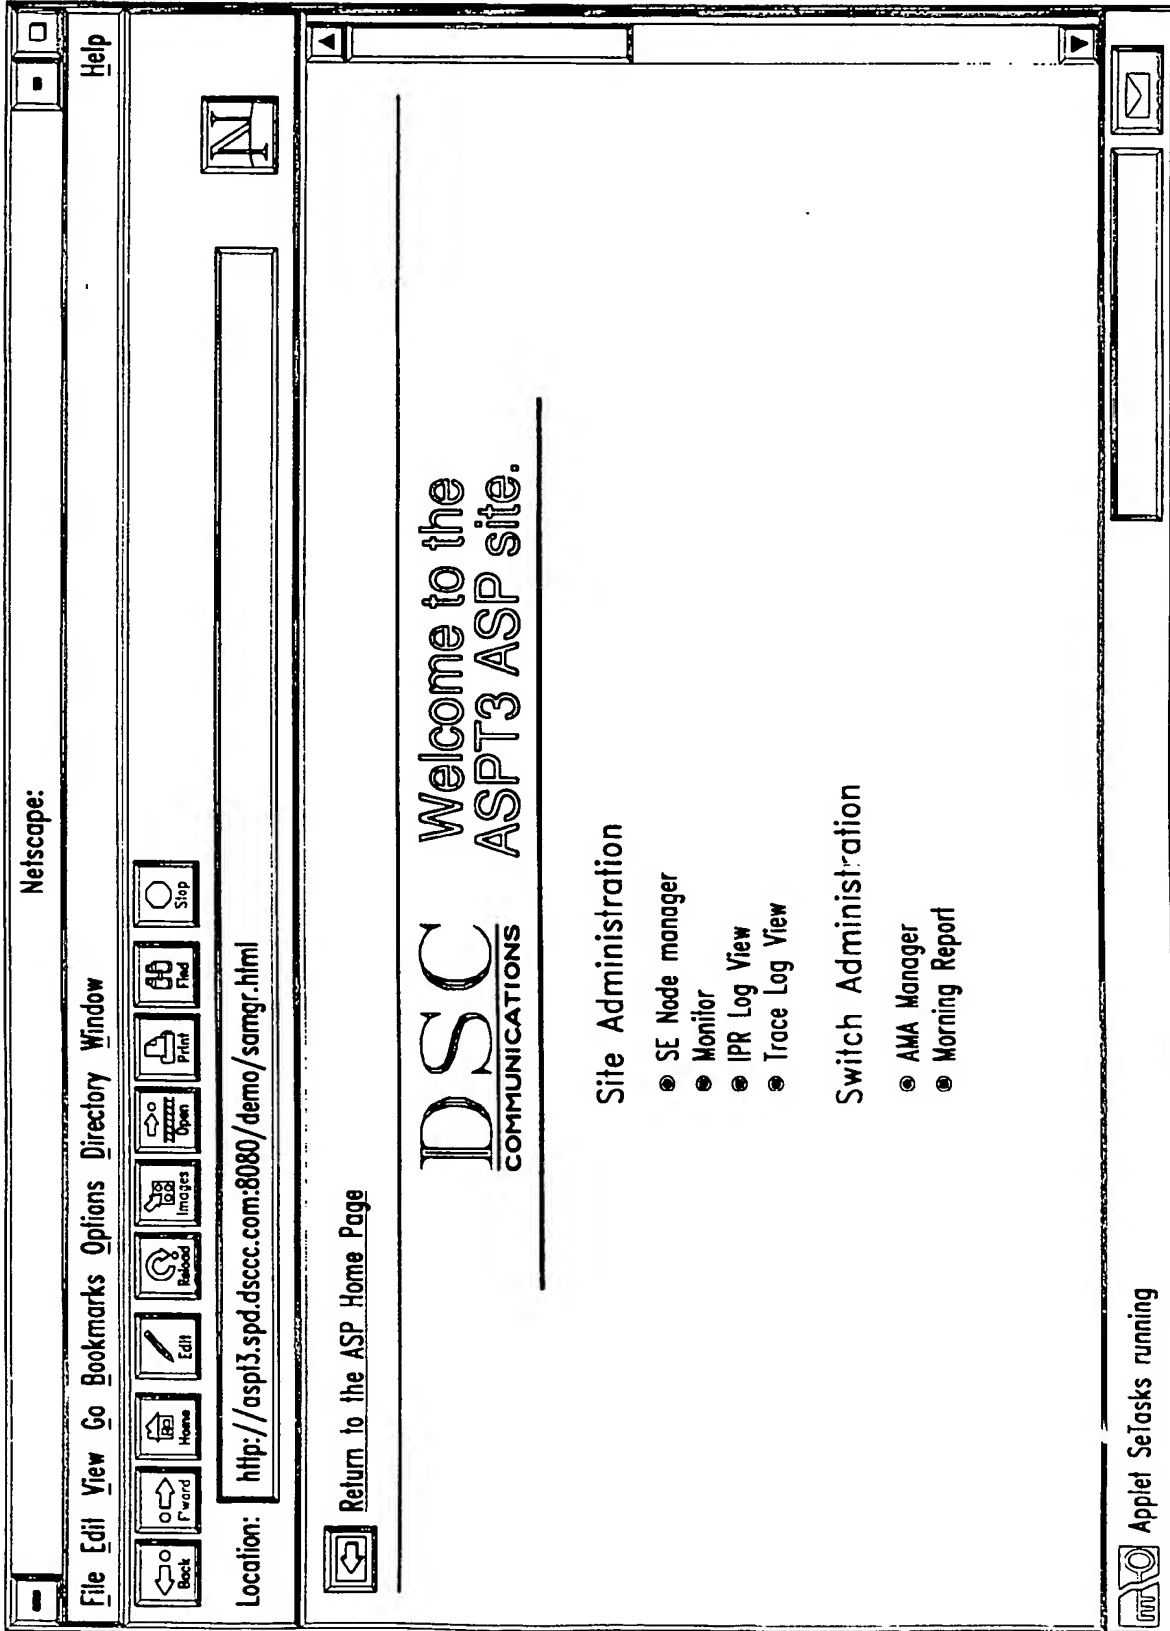 Netscape:
File Edit View Go Bookmarks Options Directory Window Help
Back F'ward Home Edit Reload Images Open Print Find Stop
Location: http://aspt3.spd.dsccc.com:8080/demo/samgr.html
N
Return to the ASP Home Page
DSC
COMMUNICATIONS
Welcome to the
ASPT3 ASP site.
Site Administration
SE Node manager
Monitor
IPR Log View
Trace Log View
Switch Administration
AMA Manager
Morning Report
Applet SeTasks running